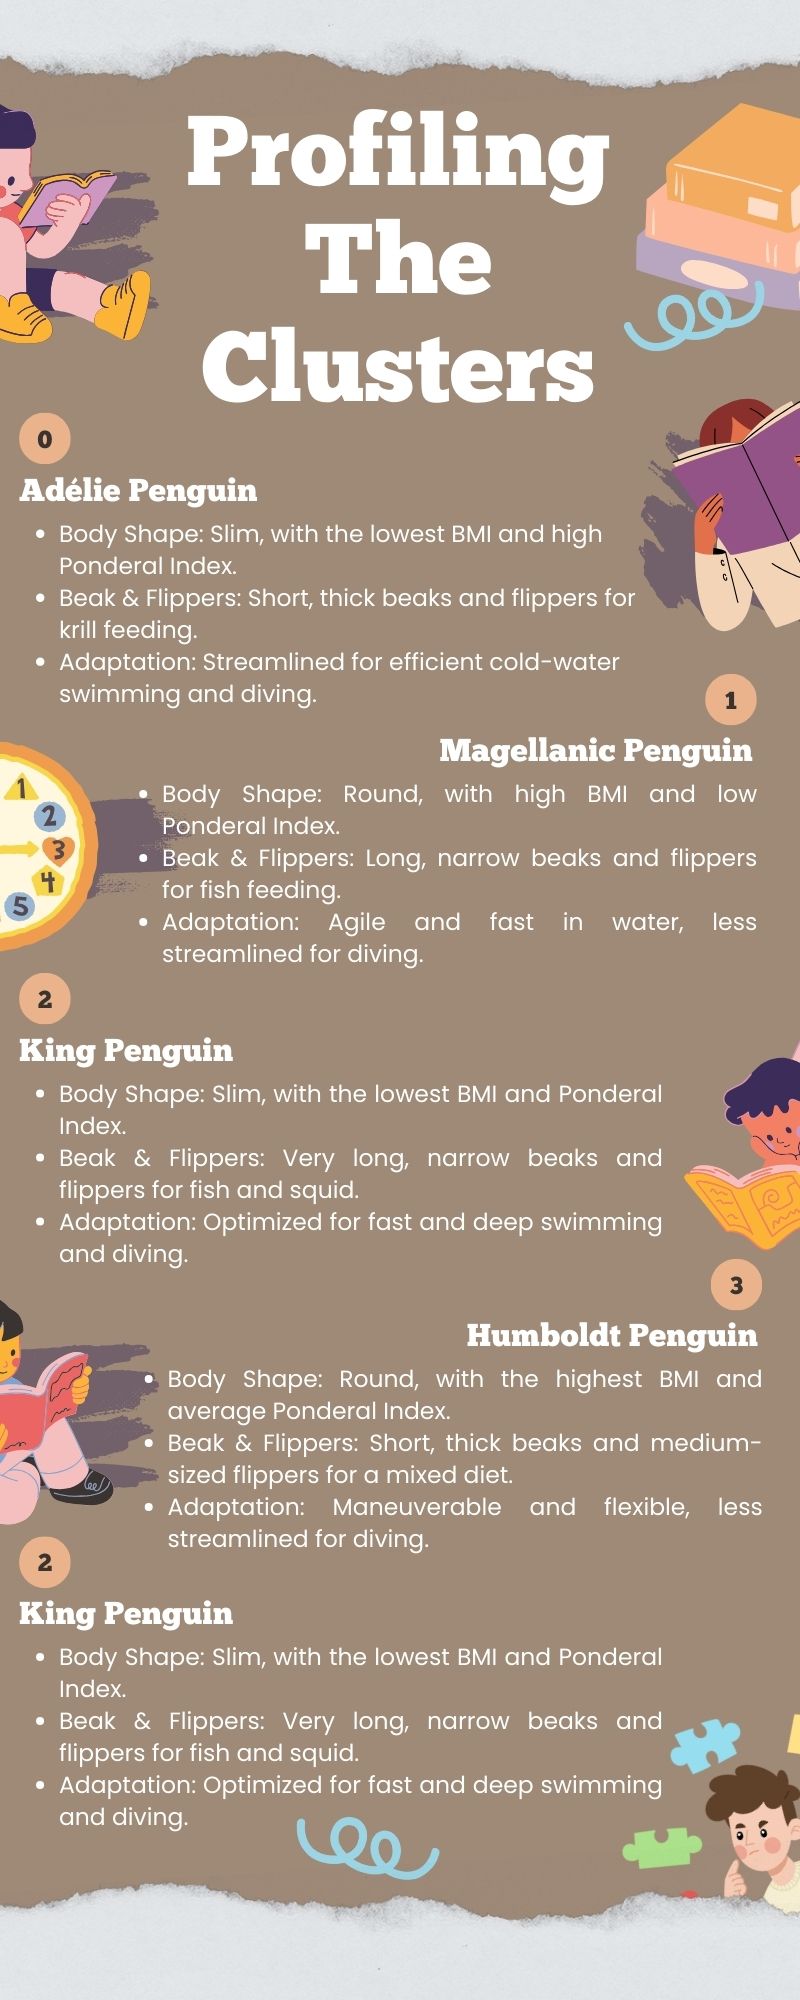 Profiling
The
Clusters
0
Adélie Penguin
• Body Shape: Slim, with the lowest BMI and high
Ponderal Index.
• Beak & Flippers: Short, thick beaks and flippers for
krill feeding.
• Adaptation: Streamlined for efficient cold-water
swimming and diving.
1
Magellanic Penguin
• Body Shape: Round, with high BMI and low
Ponderal Index.
• Beak & Flippers: Long, narrow beaks and flippers
for fish feeding.
• Adaptation: Agile and fast in water, less
streamlined for diving.
1
2
3
4
5
2
King Penguin
• Body Shape: Slim, with the lowest BMI and Ponderal
Index.
• Beak & Flippers: Very long, narrow beaks and
flippers for fish and squid.
• Adaptation: Optimized for fast and deep swimming
and diving.
3
Humboldt Penguin
• Body Shape: Round, with the highest BMI and
average Ponderal Index.
• Beak & Flippers: Short, thick beaks and medium-
sized flippers for a mixed diet.
• Adaptation: Maneuverable and flexible, less
streamlined for diving.
2
King Penguin
• Body Shape: Slim, with the lowest BMI and Ponderal
Index.
• Beak & Flippers: Very long, narrow beaks and
flippers for fish and squid.
• Adaptation: Optimized for fast and deep swimming
and diving.